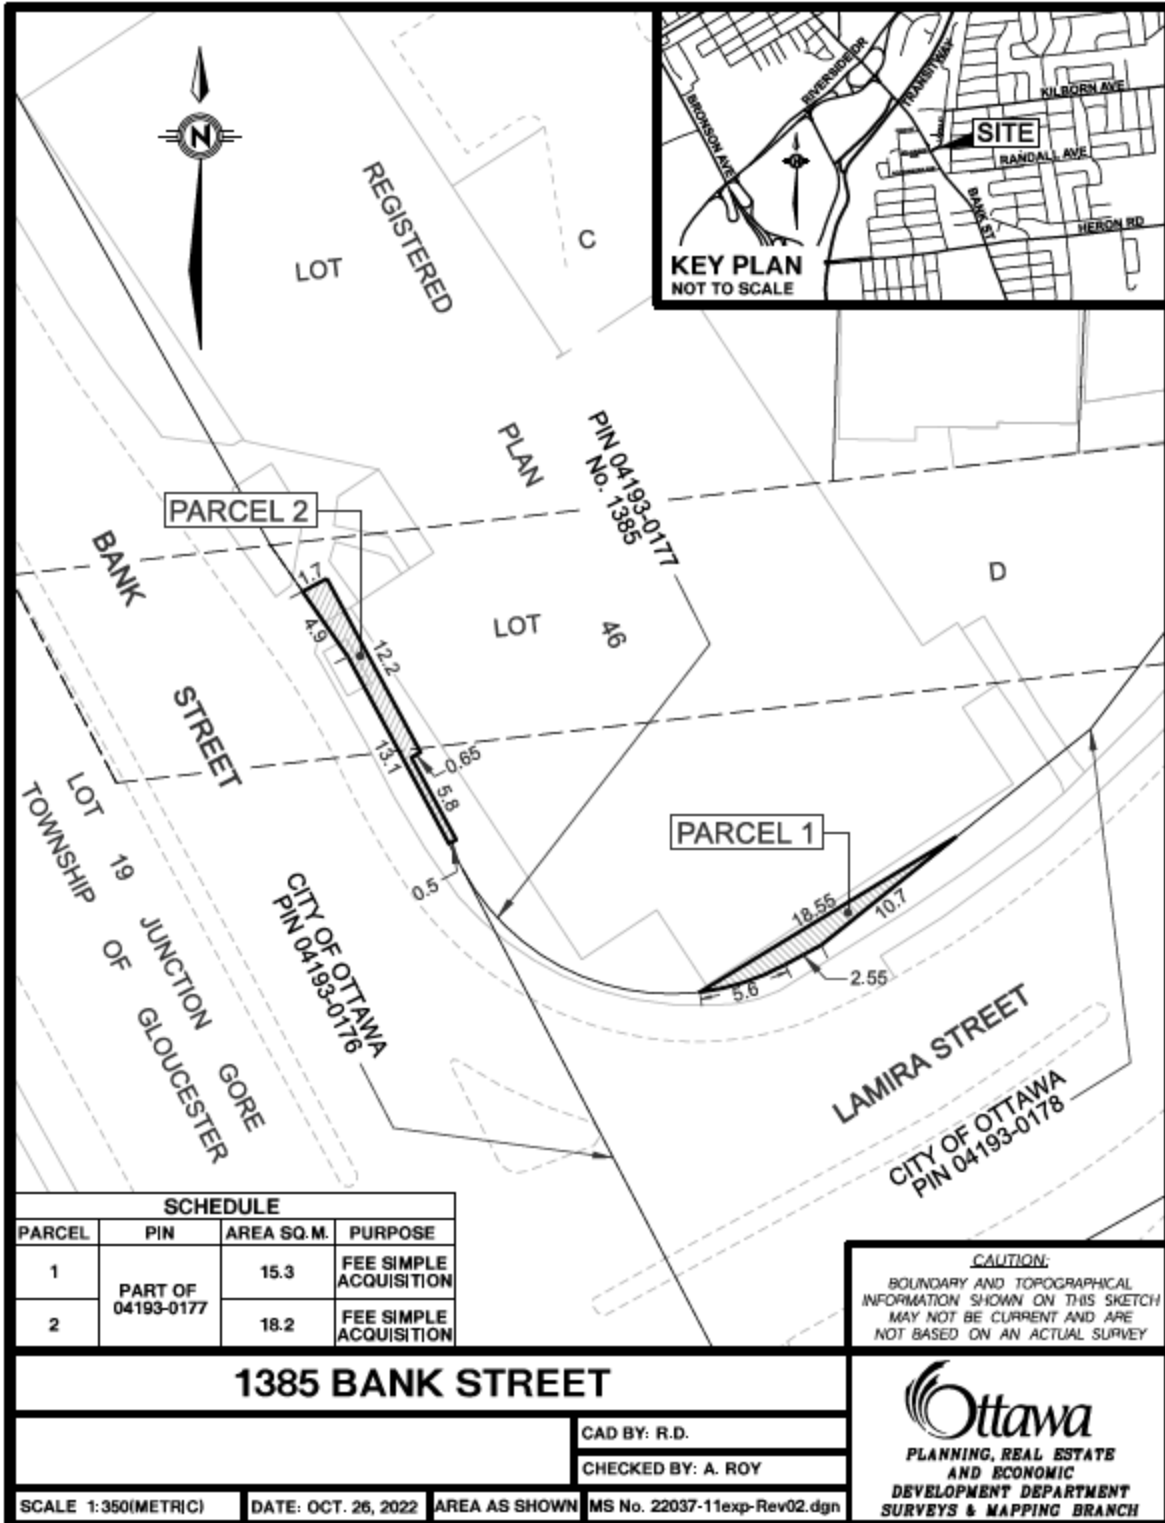 N
REGISTERED
LOT
C
PLAN
PIN 04193-0177
No. 1385
PARCEL 2
BANK
STREET
1.7
4.9
12.2
13.1
0.65
5.8
0.5
LOT 46
D
PARCEL 1
18.55
10.7
5.6
2.55
LOT 19 JUNCTION GORE
TOWNSHIP OF GLOUCESTER
CITY OF OTTAWA
PIN 04193-0176
LAMIRA STREET
CITY OF OTTAWA
PIN 04193-0178
RIVERSIDE DR
TRANSITWAY
BRONSON AVE
KILBORN AVE
SITE
RANDALL AVE
BANK ST
HERON RD
KEY PLAN
NOT TO SCALE
SCHEDULE
PARCEL PIN AREA SQ.M. PURPOSE
1 PART OF 04193-0177 15.3 FEE SIMPLE ACQUISITION
2 18.2 FEE SIMPLE ACQUISITION
CAUTION:
BOUNDARY AND TOPOGRAPHICAL
INFORMATION SHOWN ON THIS SKETCH
MAY NOT BE CURRENT AND ARE
NOT BASED ON AN ACTUAL SURVEY
1385 BANK STREET
CAD BY: R.D.
CHECKED BY: A. ROY
SCALE 1:350(METRIC)
DATE: OCT. 26, 2022
AREA AS SHOWN
MS No. 22037-11exp-Rev02.dgn
Ottawa
PLANNING, REAL ESTATE
AND ECONOMIC
DEVELOPMENT DEPARTMENT
SURVEYS & MAPPING BRANCH